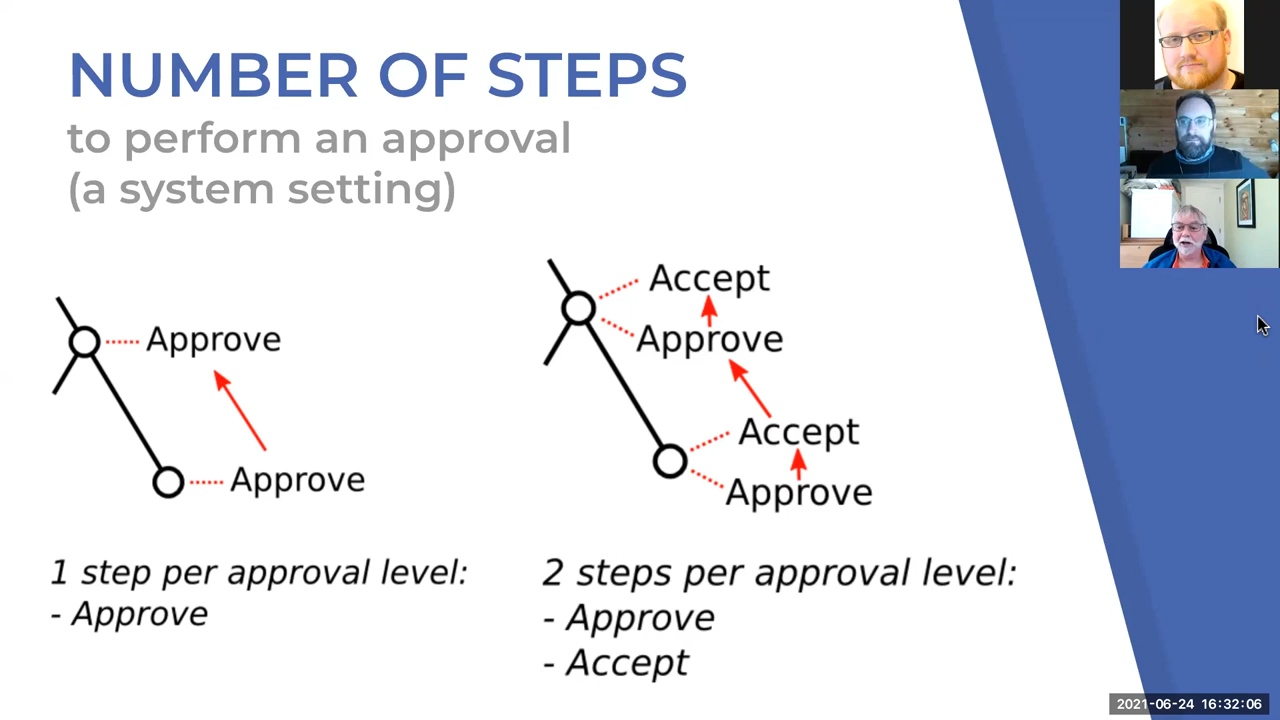 NUMBER OF STEPS
to perform an approval
(a system setting)
Approve
Approve
1 step per approval level:
- Approve
Accept
Approve
Accept
Approve
2 steps per approval level:
- Approve
- Accept
2021-06-24 16:32:06